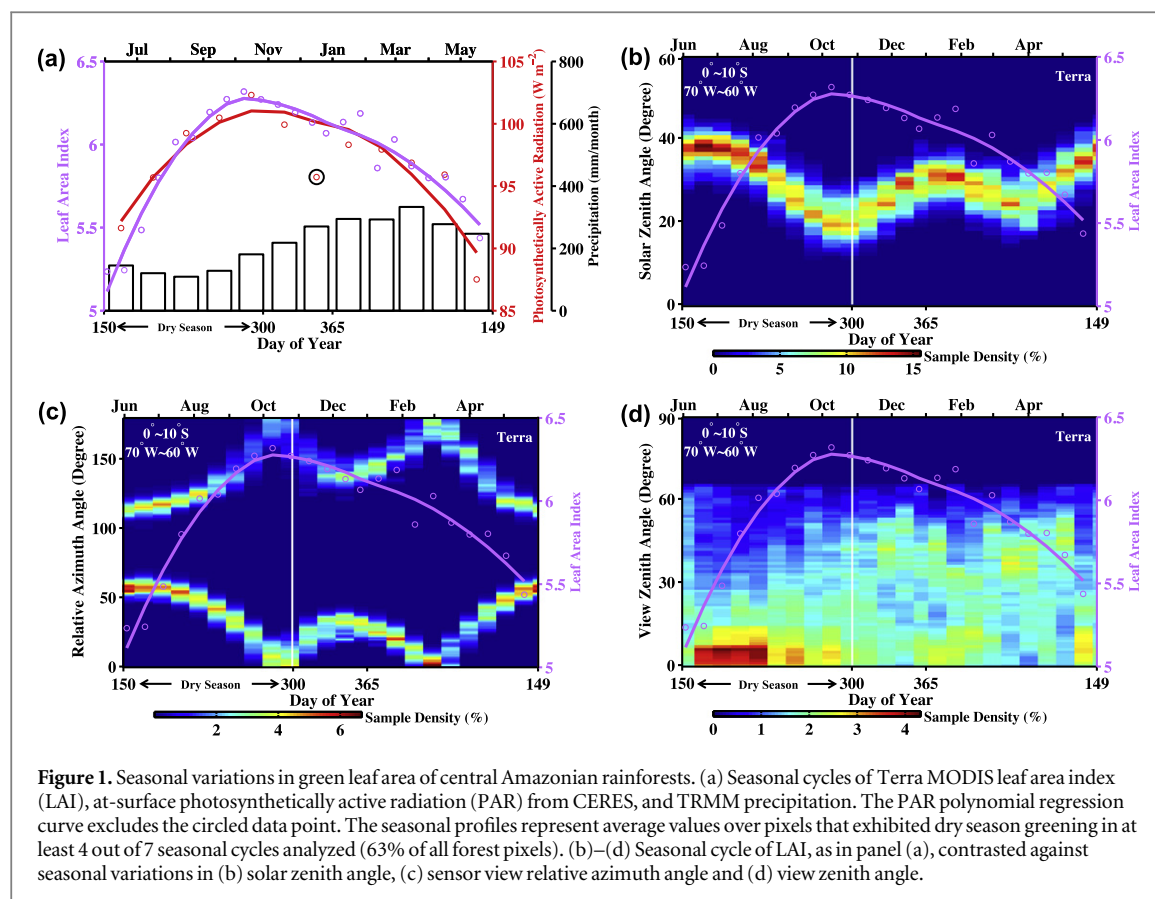 (a)
Jul Sep Nov Jan Mar May
6.5
6
5.5
5
Leaf Area Index
105
100
95
90
85
Photosynthetically Active Radiation (W m⁻²)
800
600
400
200
0
Precipitation (mm/month)
150 300 365 149
Dry Season
Day of Year
(b)
Jun Aug Oct Dec Feb Apr
60
40
20
0
Solar Zenith Angle (Degree)
0°~10°S
70°W~60°W
Terra
6.5
6
5.5
5
Leaf Area Index
150 300 365 149
Dry Season
Day of Year
0 5 10 15
Sample Density (%)
(c)
Jun Aug Oct Dec Feb Apr
150
100
50
0
Relative Azimuth Angle (Degree)
0°~10°S
70°W~60°W
Terra
6.5
6
5.5
5
Leaf Area Index
150 300 365 149
Dry Season
Day of Year
2 4 6
Sample Density (%)
(d)
Jun Aug Oct Dec Feb Apr
90
60
30
0
View Zenith Angle (Degree)
0°~10°S
70°W~60°W
Terra
6.5
6
5.5
5
Leaf Area Index
150 300 365 149
Dry Season
Day of Year
0 1 2 3 4
Sample Density (%)
Figure 1. Seasonal variations in green leaf area of central Amazonian rainforests. (a) Seasonal cycles of Terra MODIS leaf area index
(LAI), at-surface photosynthetically active radiation (PAR) from CERES, and TRMM precipitation. The PAR polynomial regression
curve excludes the circled data point. The seasonal profiles represent average values over pixels that exhibited dry season greening in at
least 4 out of 7 seasonal cycles analyzed (63% of all forest pixels). (b)–(d) Seasonal cycle of LAI, as in panel (a), contrasted against
seasonal variations in (b) solar zenith angle, (c) sensor view relative azimuth angle and (d) view zenith angle.